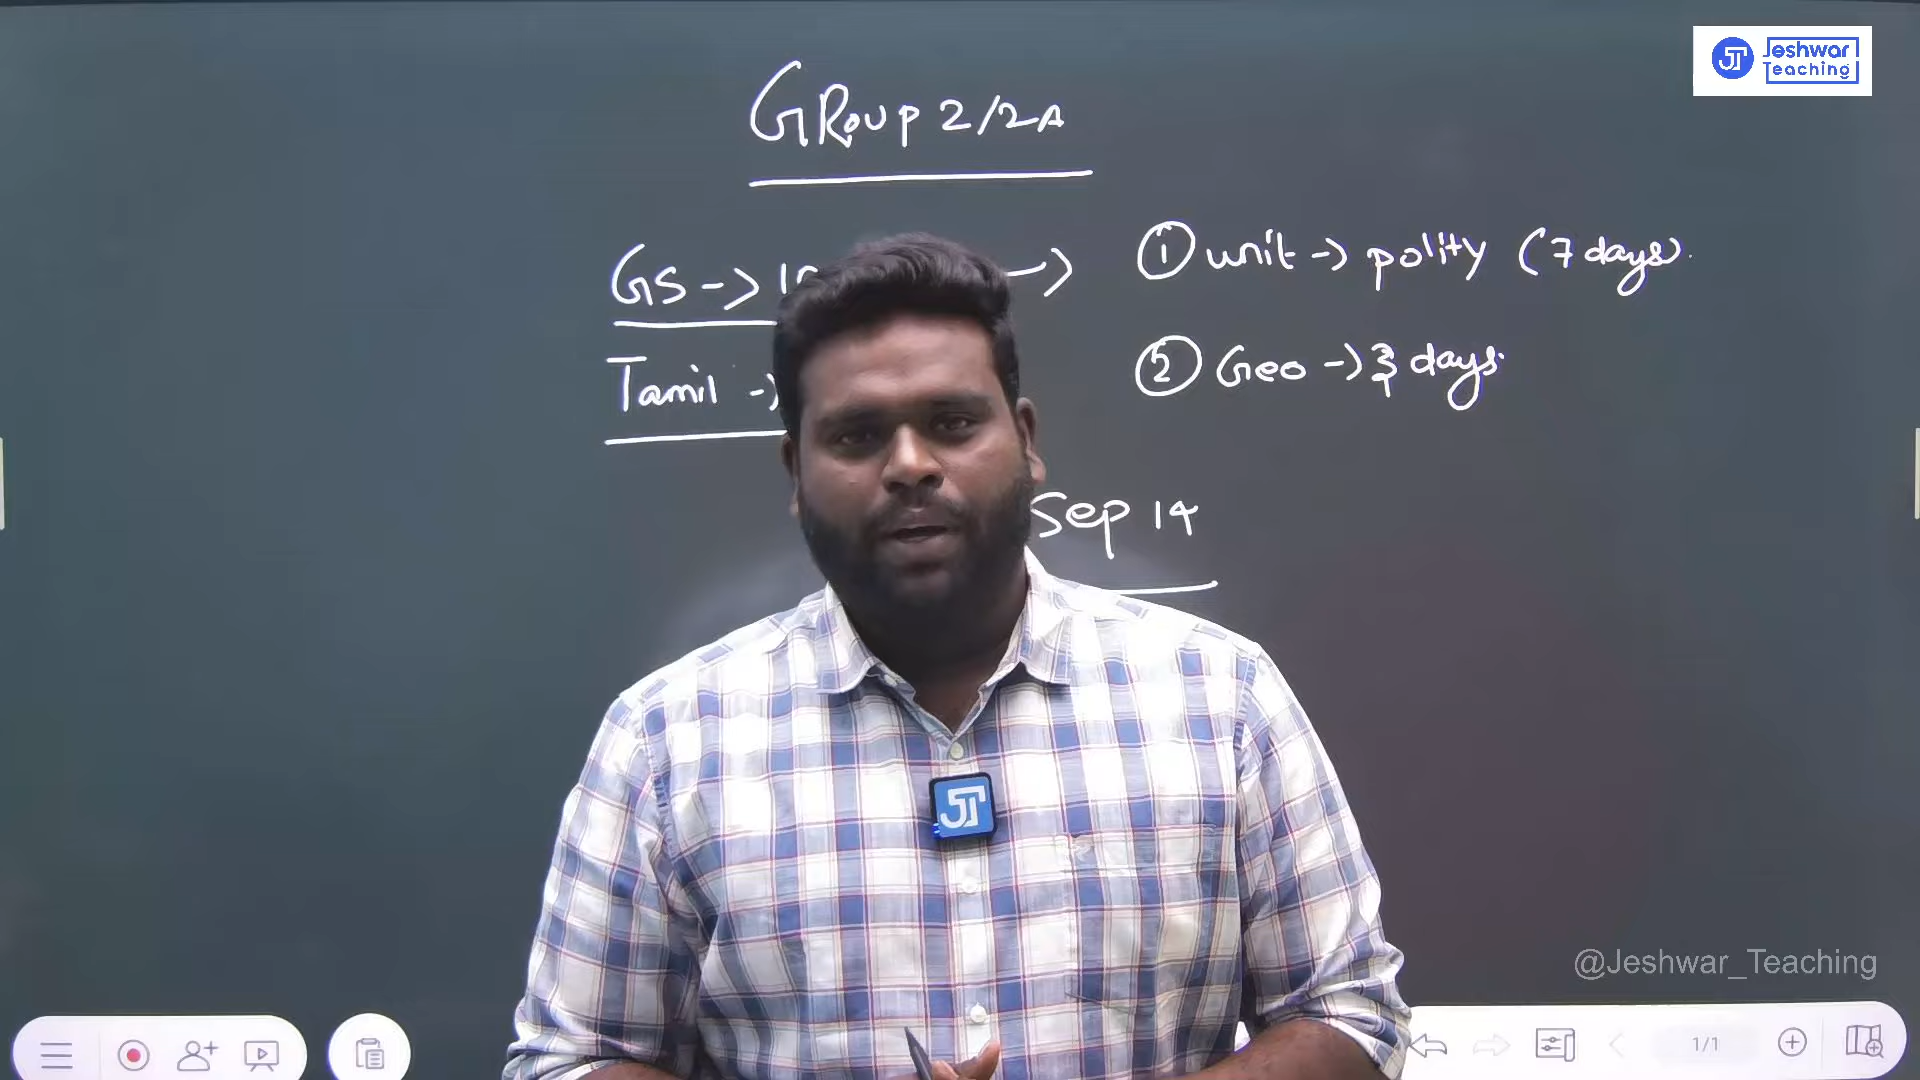 Jeshwar
Teaching
GROUP 2/2A
GS ->
-> ① unit -> polity (7 days).
Tamil ->
② Geo -> 3 days.
Sep 14
JT
@Jeshwar_Teaching
1/1